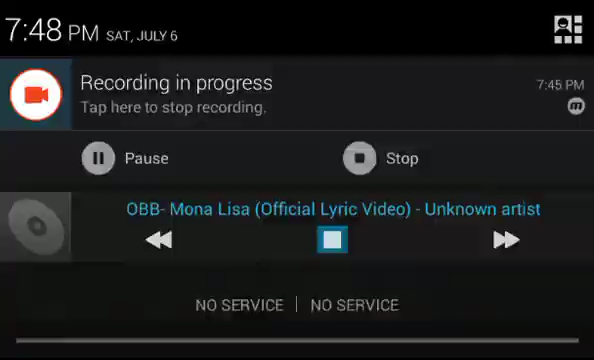 7:48 PM SAT, JULY 6
Recording in progress 7:45 PM
Tap here to stop recording.
Pause Stop
OBB- Mona Lisa (Official Lyric Video) - Unknown artist
NO SERVICE | NO SERVICE